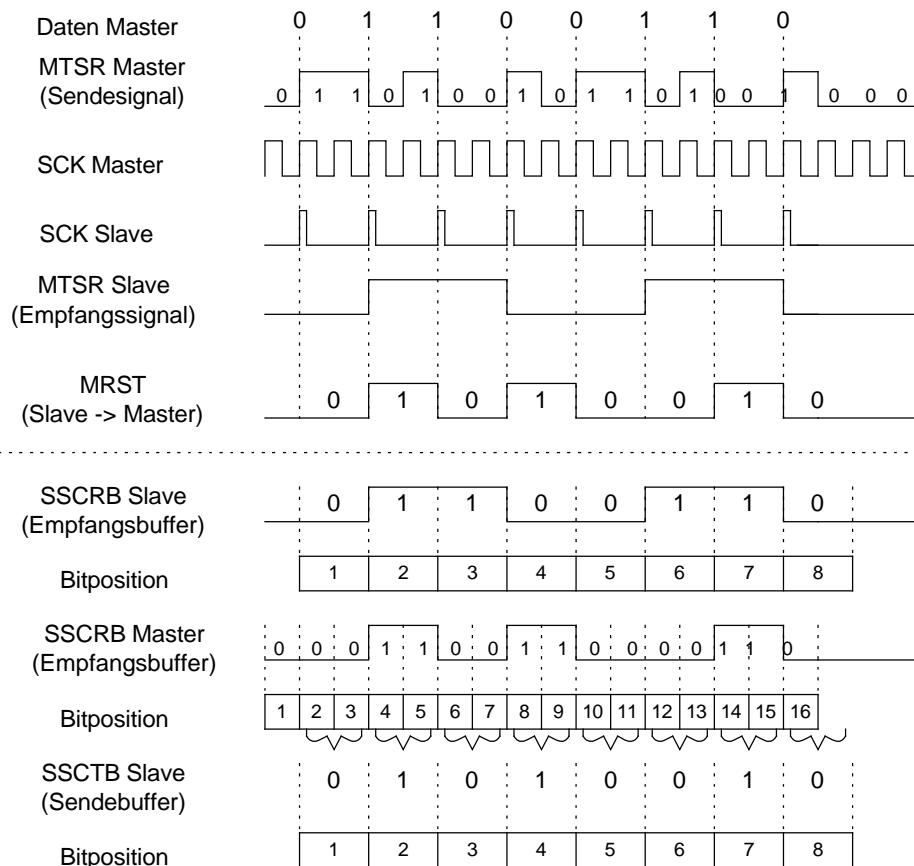 Daten Master 0 1 1 0 0 1 1 0
MTSR Master
(Sendesignal)
0 1 1 0 1 0 0 1 0 1 1 0 1 0 0 1 0 0 0
SCK Master
SCK Slave
MTSR Slave
(Empfangssignal)
MRST
(Slave -> Master)
0 1 0 1 0 0 1 0
SSCRB Slave
(Empfangsbuffer)
0 1 1 0 0 1 1 0
Bitposition 1 2 3 4 5 6 7 8
SSCRB Master
(Empfangsbuffer)
0 0 0 1 1 0 0 1 1 0 0 0 0 1 1 0
Bitposition 1 2 3 4 5 6 7 8 9 10 11 12 13 14 15 16
SSCTB Slave
(Sendebuffer)
0 1 0 1 0 0 1 0
Bitposition 1 2 3 4 5 6 7 8